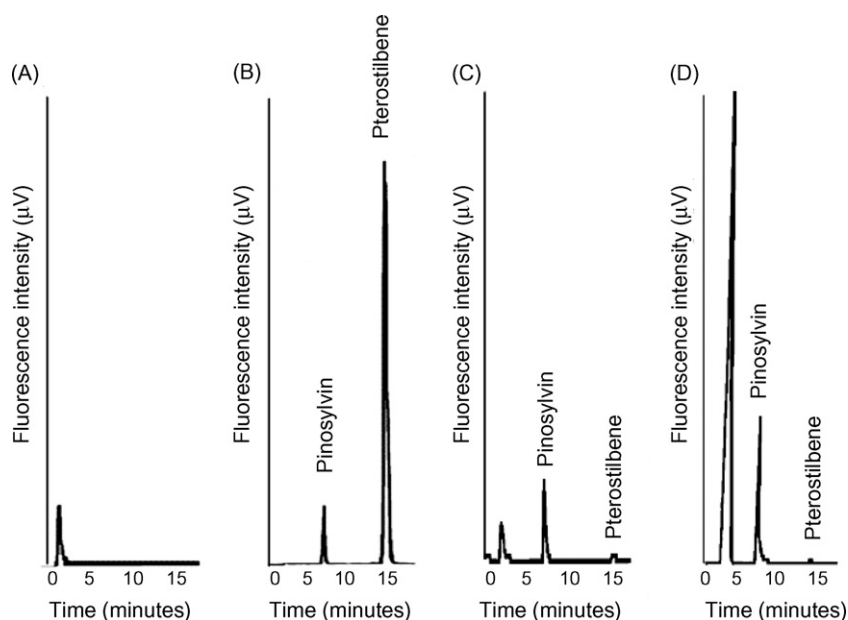 (A)
Fluorescence intensity (μV)
0 5 10 15
Time (minutes)
(B)
Fluorescence intensity (μV)
Pinosylvin
Pterostilbene
0 5 10 15
Time (minutes)
(C)
Fluorescence intensity (μV)
Pinosylvin
Pterostilbene
0 5 10 15
Time (minutes)
(D)
Fluorescence intensity (μV)
Pinosylvin
Pterostilbene
0 5 10 15
Time (minutes)